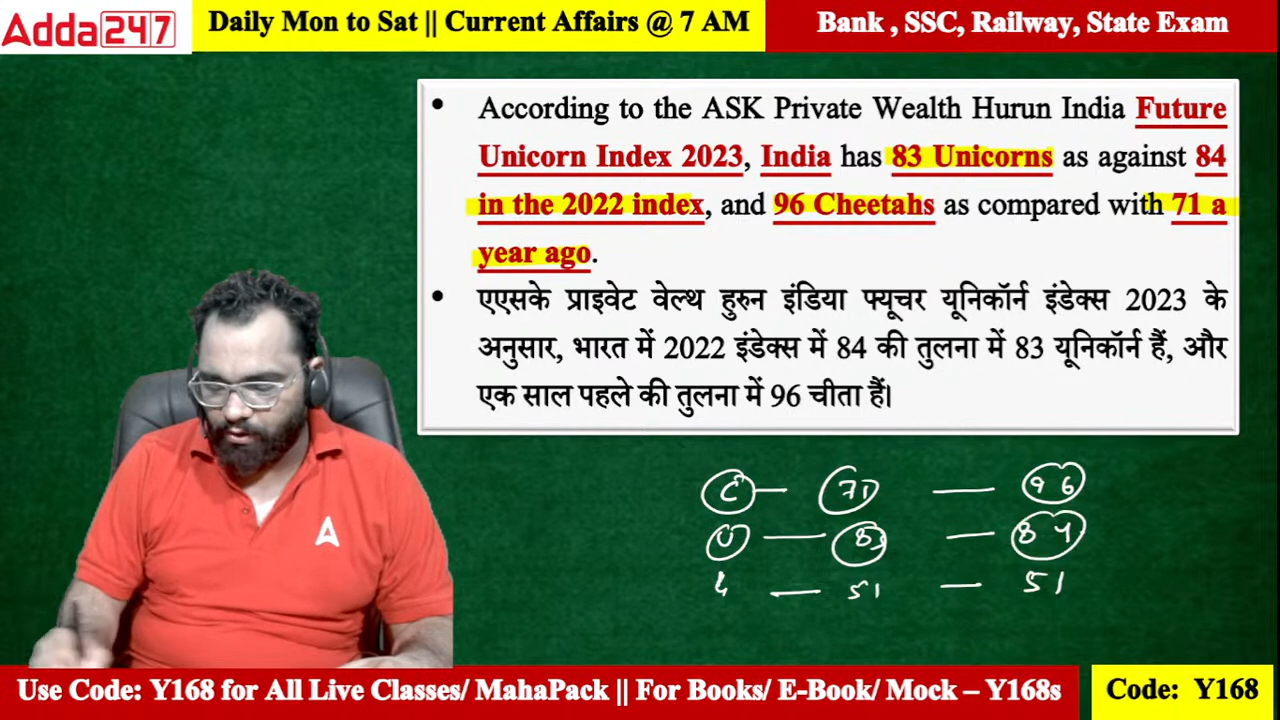 Adda247
Daily Mon to Sat || Current Affairs @ 7 AM
Bank , SSC, Railway, State Exam
• According to the ASK Private Wealth Hurun India Future
Unicorn Index 2023, India has 83 Unicorns as against 84
in the 2022 index, and 96 Cheetahs as compared with 71 a
year ago.
• एएसके प्राइवेट वेल्थ हुरुन इंडिया फ्यूचर यूनिकॉर्न इंडेक्स 2023 के
अनुसार, भारत में 2022 इंडेक्स में 84 की तुलना में 83 यूनिकॉर्न हैं, और
एक साल पहले की तुलना में 96 चीता हैं।
C — 71 — 96
U — 83 — 84
— 51 — 51
Use Code: Y168 for All Live Classes/ MahaPack || For Books/ E-Book/ Mock – Y168s
Code: Y168